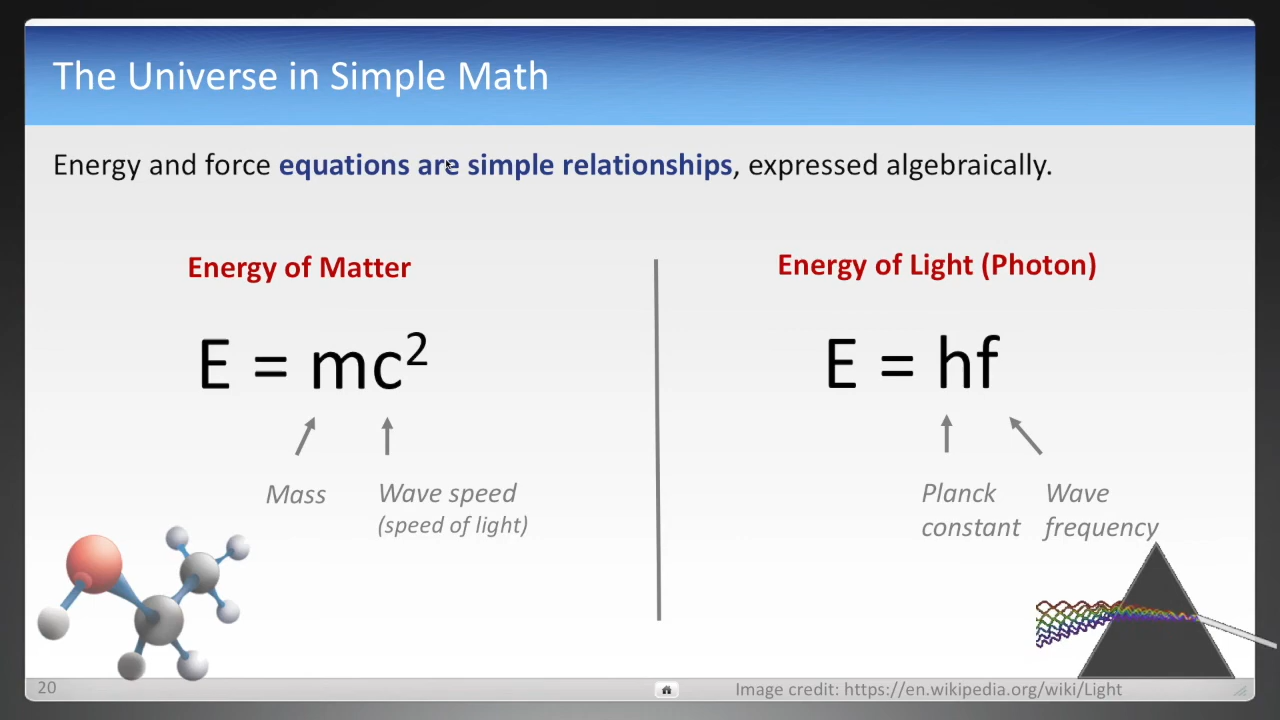 The Universe in Simple Math
Energy and force equations are simple relationships, expressed algebraically.
Energy of Matter
E = mc²
Mass
Wave speed
(speed of light)
Energy of Light (Photon)
E = hf
Planck
constant
Wave
frequency
20
Image credit: https://en.wikipedia.org/wiki/Light